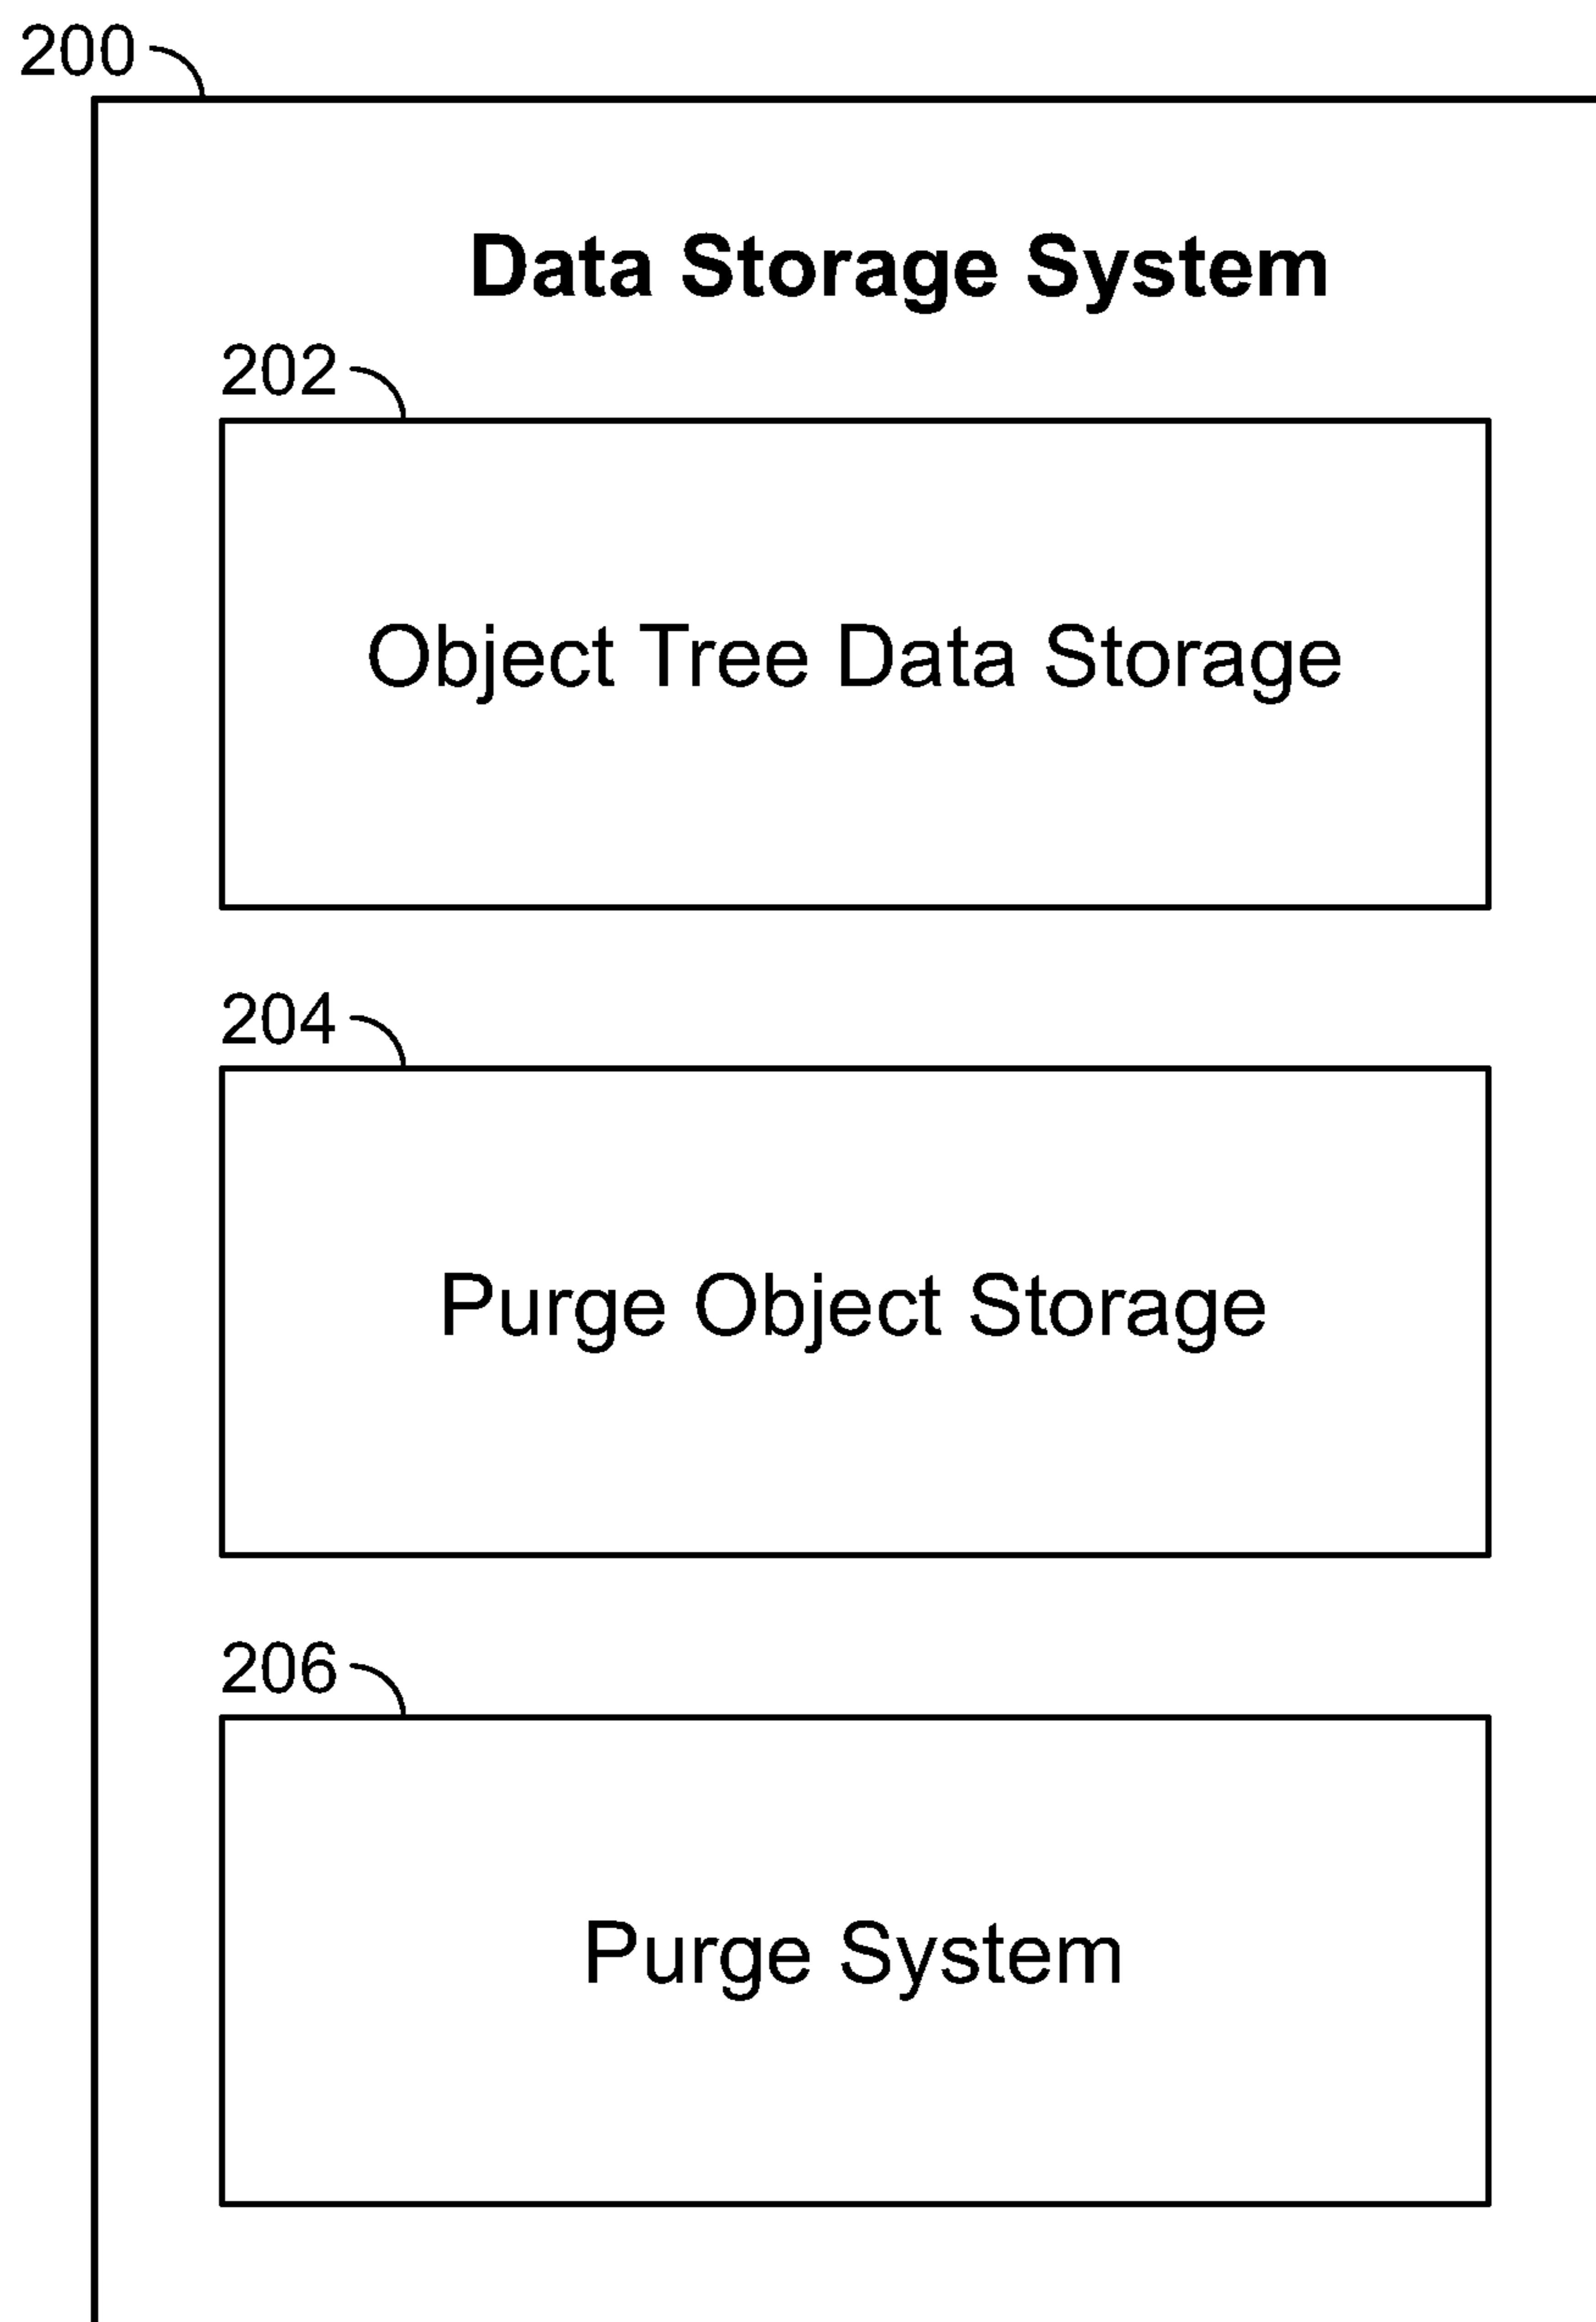 200
Data Storage System
202
Object Tree Data Storage
204
Purge Object Storage
206
Purge System